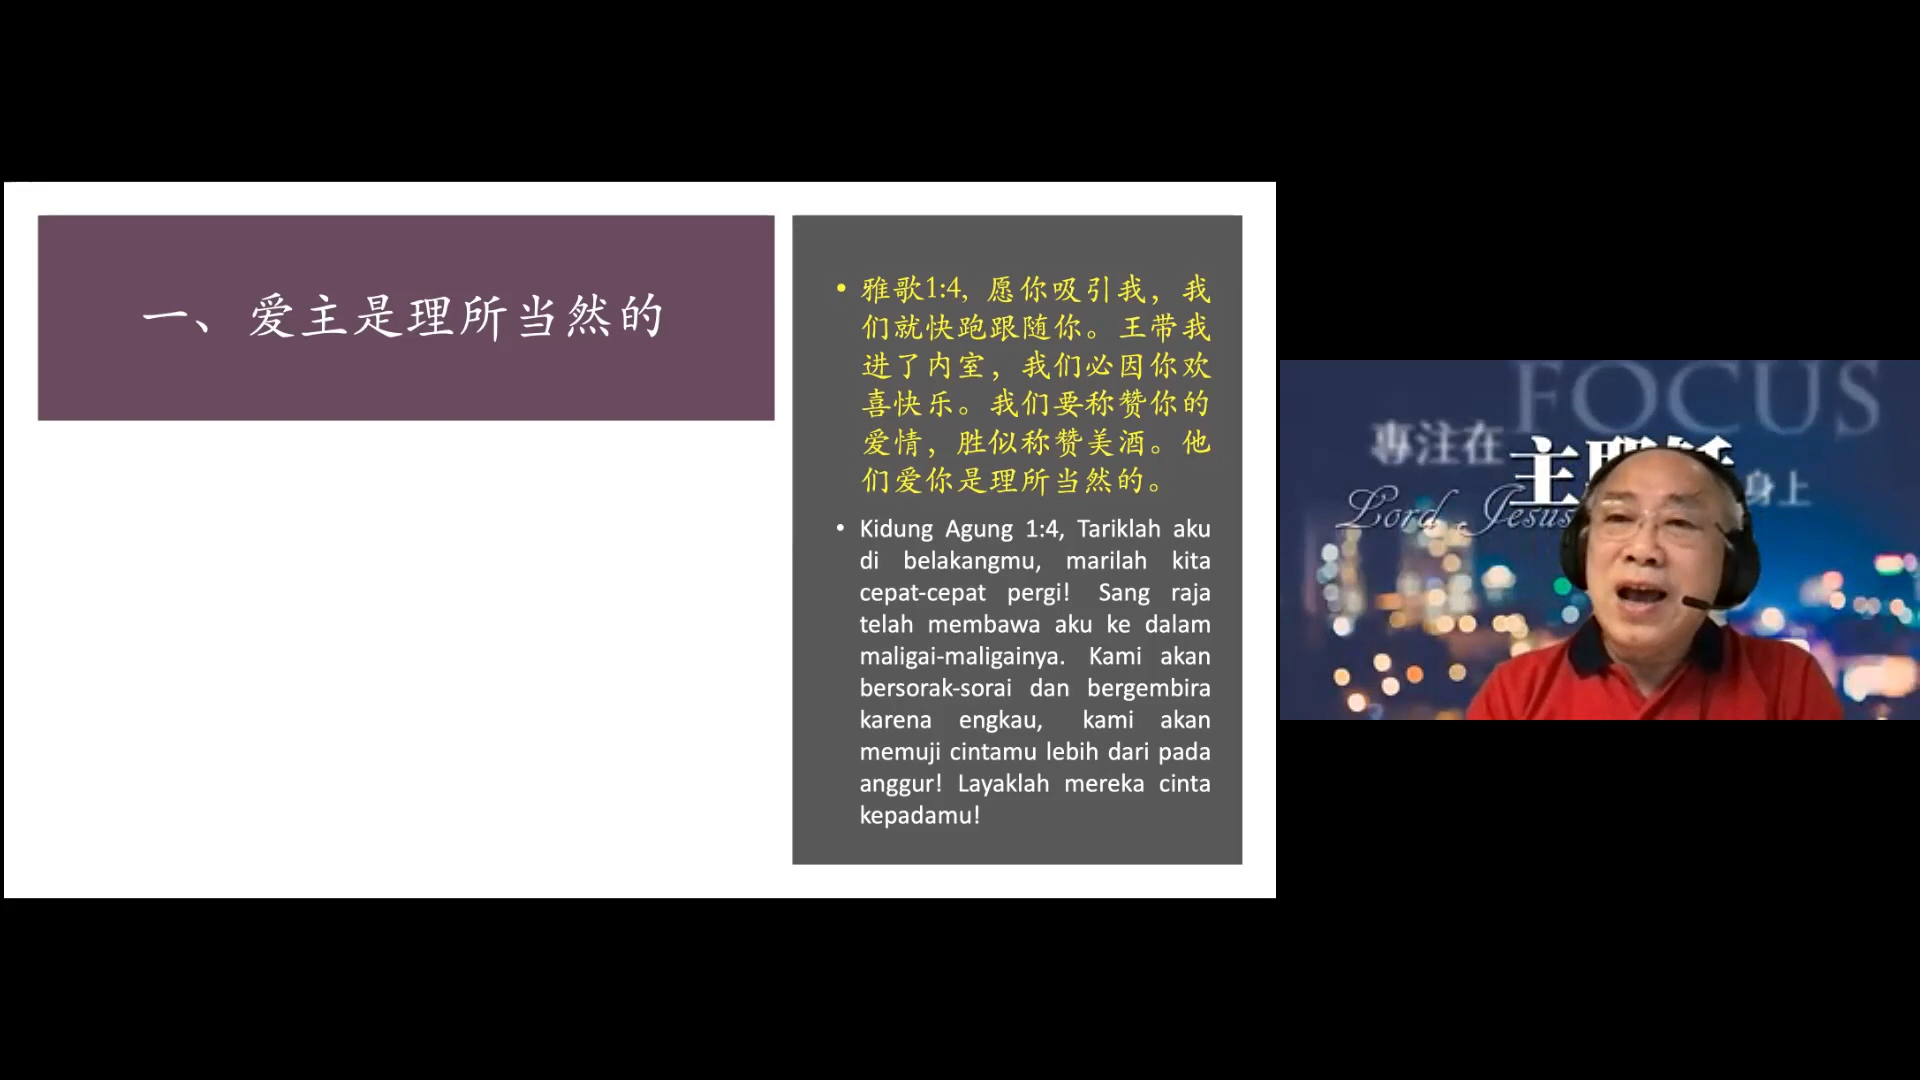 一、爱主是理所当然的
• 雅歌1:4, 愿你吸引我，我
们就快跑跟随你。王带我
进了内室，我们必因你欢
喜快乐。我们要称赞你的
爱情，胜似称赞美酒。他
们爱你是理所当然的。
• Kidung Agung 1:4, Tariklah aku
di belakangmu, marilah kita
cepat-cepat pergi! Sang raja
telah membawa aku ke dalam
maligai-maligainya. Kami akan
bersorak-sorai dan bergembira
karena engkau, kami akan
memuji cintamu lebih dari pada
anggur! Layaklah mereka cinta
kepadamu!
FOCUS
專注在
主
身上
Lord Jesus